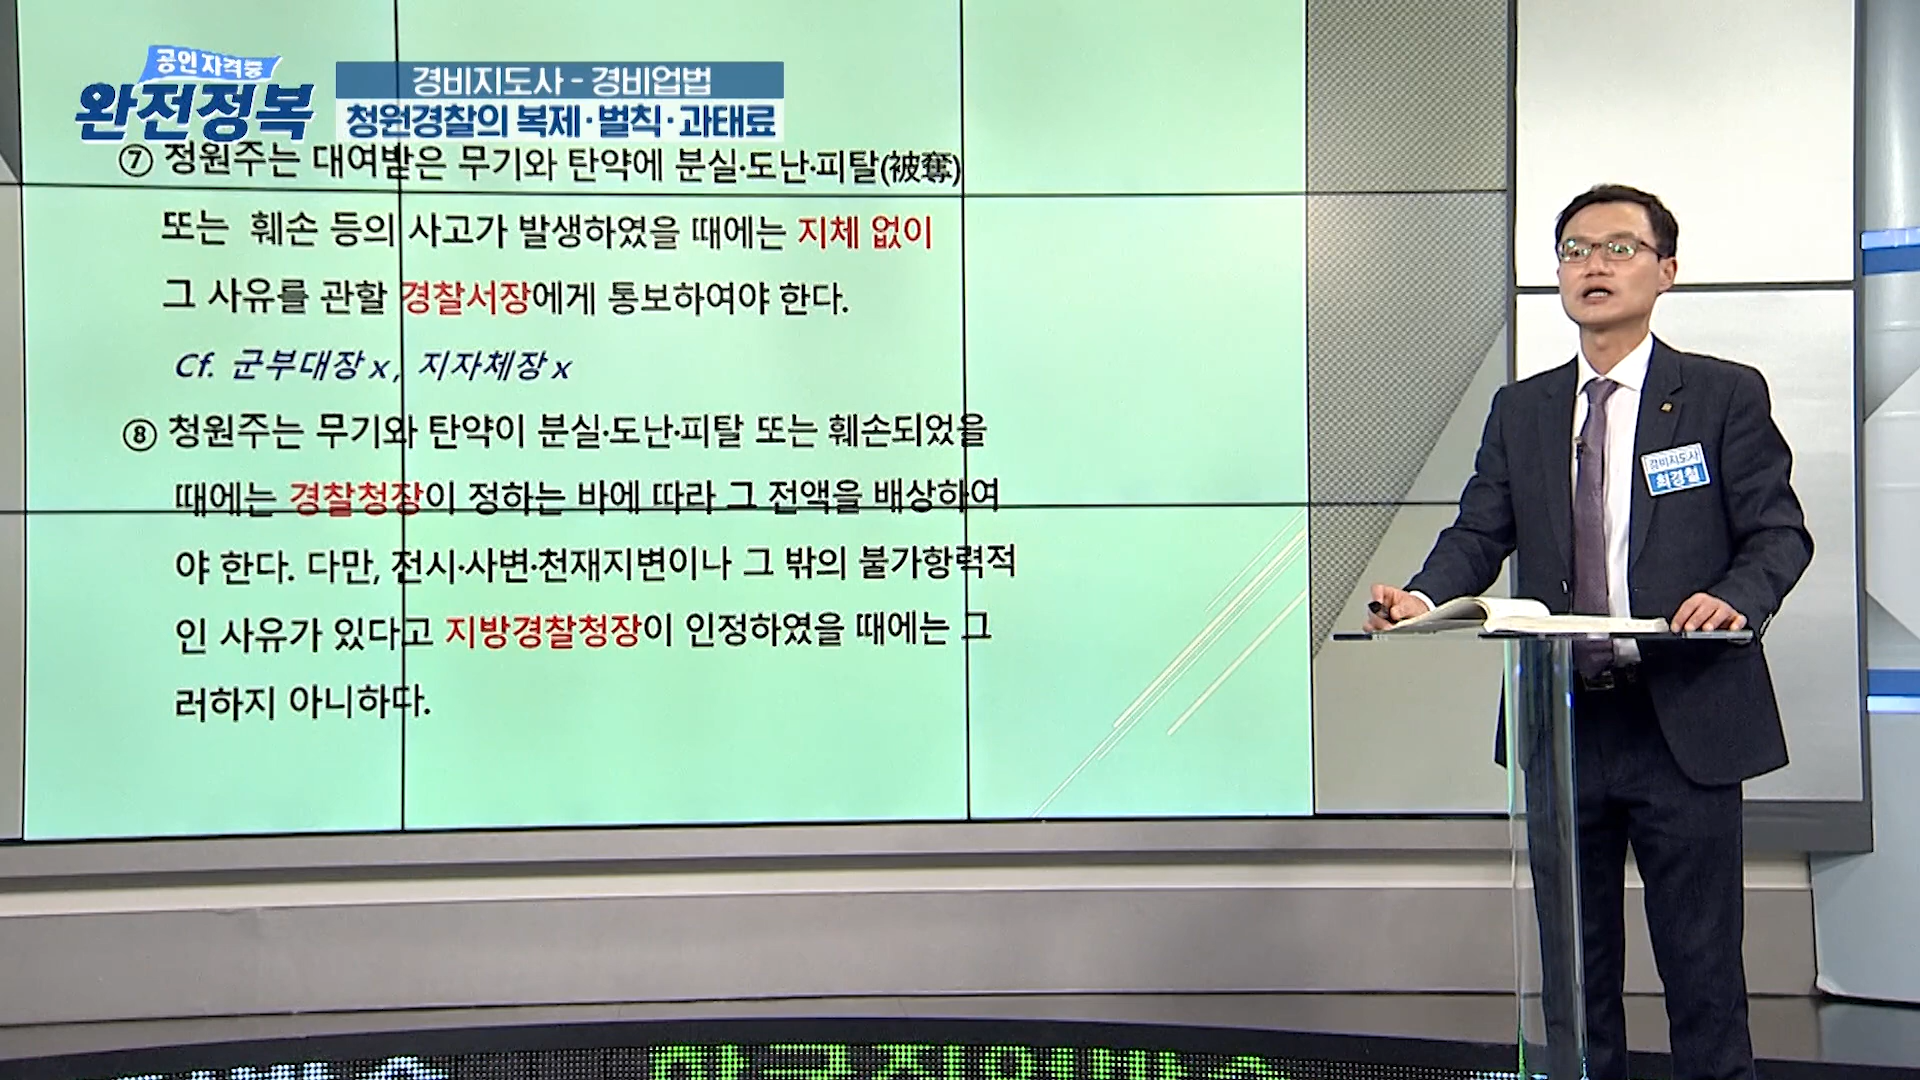 공인 자격증
완전정복
경비지도사 - 경비업법
청원경찰의 복제·벌칙·과태료
⑦ 청원주는 대여받은 무기와 탄약에 분실·도난·피탈(被奪)
또는 훼손 등의 사고가 발생하였을 때에는 지체 없이
그 사유를 관할 경찰서장에게 통보하여야 한다.
Cf. 군부대장 x, 지자체장 x
⑧ 청원주는 무기와 탄약이 분실·도난·피탈 또는 훼손되었을
때에는 경찰청장이 정하는 바에 따라 그 전액을 배상하여
야 한다. 다만, 전시·사변·천재지변이나 그 밖의 불가항력적
인 사유가 있다고 지방경찰청장이 인정하였을 때에는 그
러하지 아니하다.
경비지도사
최경철